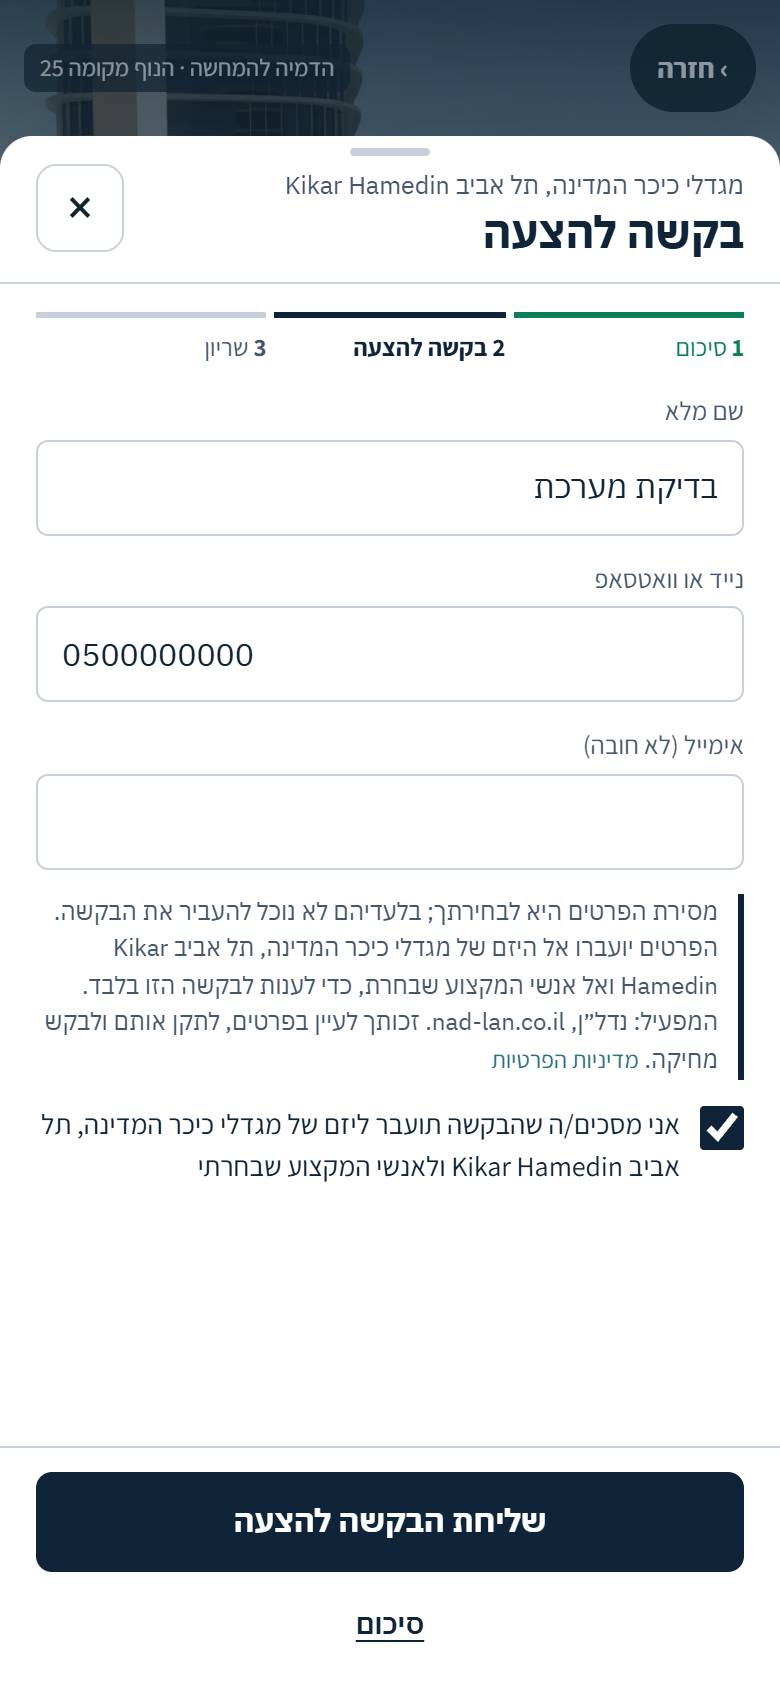 ‹ חזרה
הדמיה להמחשה · הנוף מקומה 25
מגדלי כיכר המדינה, תל אביב Kikar Hamedin
בקשה להצעה
×
1 סיכום
2 בקשה להצעה
3 שריון
שם מלא
בדיקת מערכת
נייד או וואטסאפ
0500000000
אימייל (לא חובה)
מסירת הפרטים היא לבחירתך; בלעדיהם לא נוכל להעביר את הבקשה.
הפרטים יועברו אל היזם של מגדלי כיכר המדינה, תל אביב Kikar
Hamedin ואל אנשי המקצוע שבחרת, כדי לענות לבקשה הזו בלבד.
המפעיל: נדל״ן, nad-lan.co.il. זכותך לעיין בפרטים, לתקן אותם ולבקש
מחיקה. מדיניות הפרטיות
אני מסכים/ה שהבקשה תועבר ליזם של מגדלי כיכר המדינה, תל
אביב Kikar Hamedin ולאנשי המקצוע שבחרתי
שליחת הבקשה להצעה
סיכום